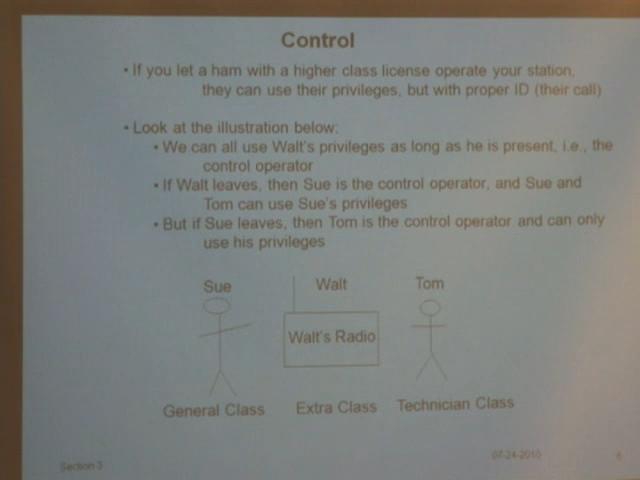 Control
• If you let a ham with a higher class license operate your station,
they can use their privileges, but with proper ID (their call)
• Look at the illustration below:
• We can all use Walt's privileges as long as he is present, i.e., the
control operator
• If Walt leaves, then Sue is the control operator, and Sue and
Tom can use Sue's privileges
• But if Sue leaves, then Tom is the control operator and can only
use his privileges
Sue Walt Tom
Walt's Radio
General Class Extra Class Technician Class
Section 3 07-24-2010 6